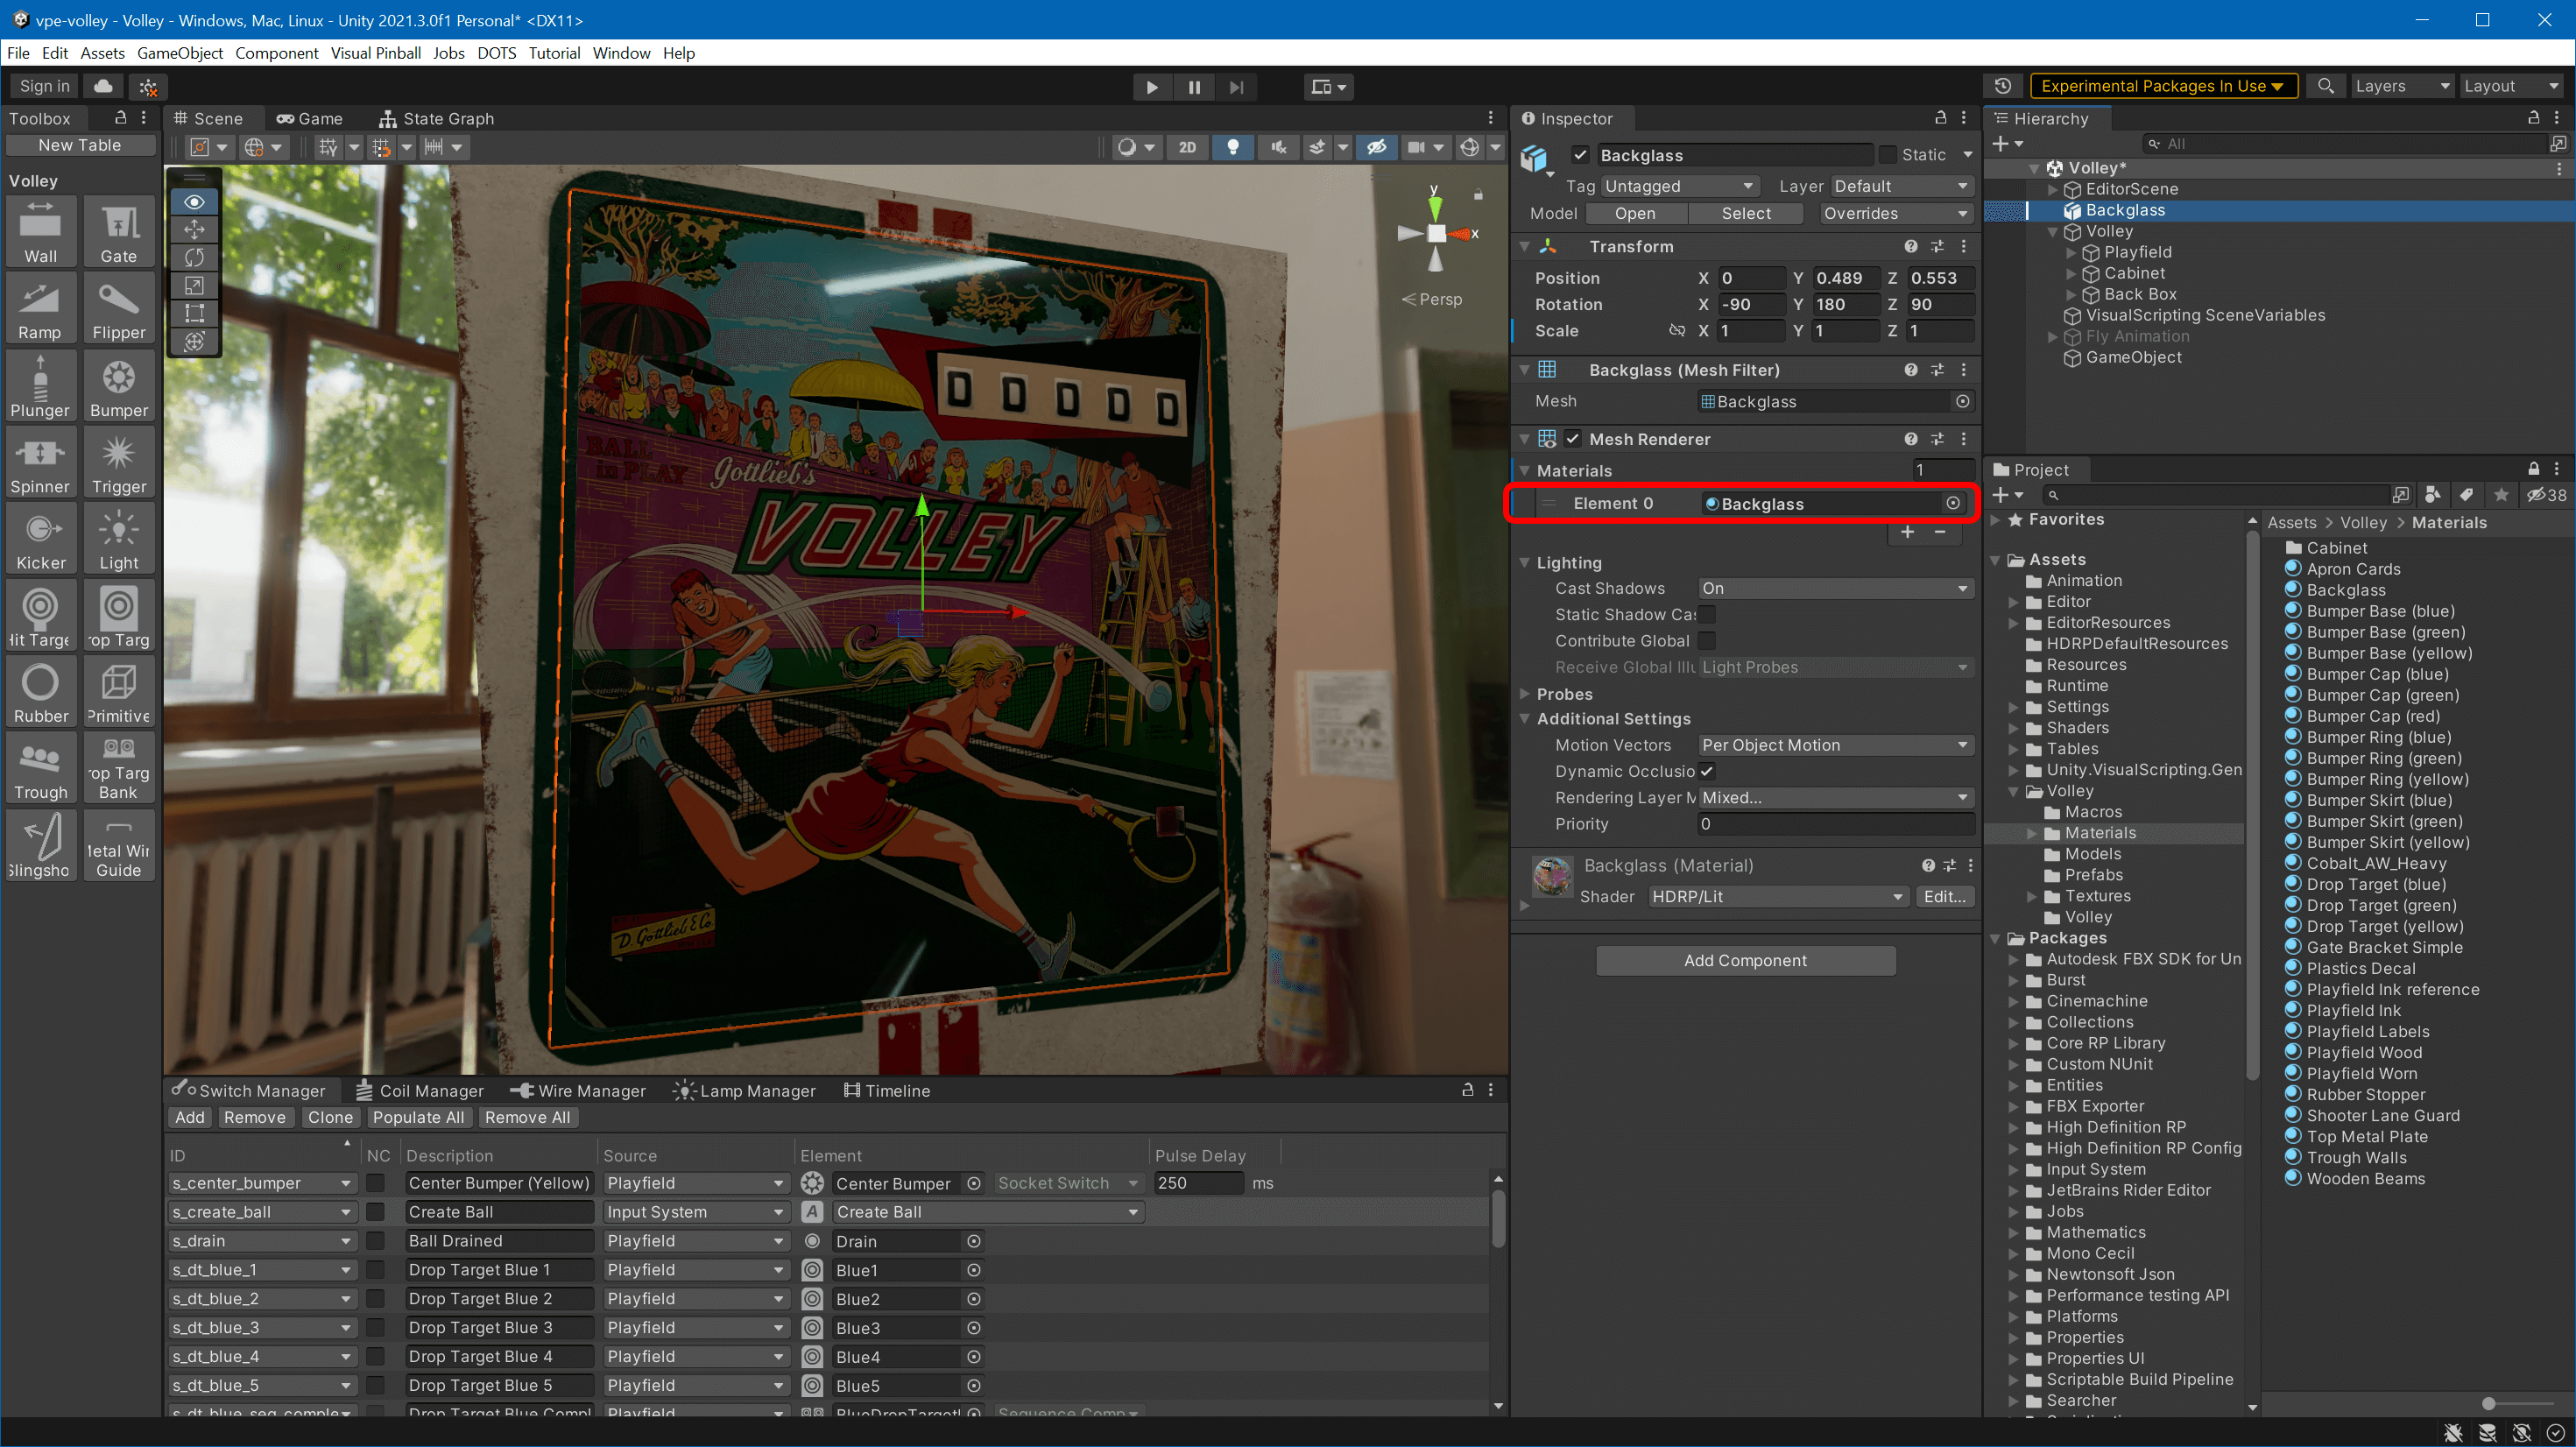 vpe-volley - Volley - Windows, Mac, Linux - Unity 2021.3.0f1 Personal* <DX11>
File Edit Assets GameObject Component Visual Pinball Jobs DOTS Tutorial Window Help
Sign in
Experimental Packages In Use
Layers
Layout
Toolbox
New Table
Volley
Wall
Gate
Ramp
Flipper
Plunger
Bumper
Spinner
Trigger
Kicker
Light
Hit Targe
rop Targ
Rubber
Primitive
Trough
rop Targ
Bank
Slingsho
Metal Wir
Guide
Scene
Game
State Graph
2D
y
x
Persp
BALL
in PLAY
Gottlieb's
VOLLEY
D. Gottlieb & Co
Switch Manager
Coil Manager
Wire Manager
Lamp Manager
Timeline
Add
Remove
Clone
Populate All
Remove All
ID NC Description Source Element Pulse Delay
s_center_bumper Center Bumper (Yellow) Playfield Center Bumper Socket Switch 250 ms
s_create_ball Create Ball Input System A Create Ball
s_drain Ball Drained Playfield Drain
s_dt_blue_1 Drop Target Blue 1 Playfield Blue1
s_dt_blue_2 Drop Target Blue 2 Playfield Blue2
s_dt_blue_3 Drop Target Blue 3 Playfield Blue3
s_dt_blue_4 Drop Target Blue 4 Playfield Blue4
s_dt_blue_5 Drop Target Blue 5 Playfield Blue5
s_dt_blue_seq_comple Drop Target Blue Compl Playfield BlueDropTargetl Sequence Comp
Inspector
Backglass
Static
Tag Untagged Layer Default
Model Open Select Overrides
Transform
Position X 0 Y 0.489 Z 0.553
Rotation X -90 Y 180 Z 90
Scale X 1 Y 1 Z 1
Backglass (Mesh Filter)
Mesh Backglass
Mesh Renderer
Materials 1
Element 0 Backglass
+ −
Lighting
Cast Shadows On
Static Shadow Ca
Contribute Global
Receive Global Illu Light Probes
Probes
Additional Settings
Motion Vectors Per Object Motion
Dynamic Occlusio
Rendering Layer M Mixed...
Priority 0
Backglass (Material)
Shader HDRP/Lit Edit...
Add Component
Hierarchy
All
Volley*
EditorScene
Backglass
Volley
Playfield
Cabinet
Back Box
VisualScripting SceneVariables
Fly Animation
GameObject
Project
38
Favorites
Assets
Animation
Editor
EditorResources
HDRPDefaultResources
Resources
Runtime
Settings
Shaders
Tables
Unity.VisualScripting.Gen
Volley
Macros
Materials
Models
Prefabs
Textures
Volley
Packages
Autodesk FBX SDK for Un
Burst
Cinemachine
Collections
Core RP Library
Custom NUnit
Entities
FBX Exporter
High Definition RP
High Definition RP Config
Input System
JetBrains Rider Editor
Jobs
Mathematics
Mono Cecil
Newtonsoft Json
Performance testing API
Platforms
Properties
Properties UI
Scriptable Build Pipeline
Searcher
Assets > Volley > Materials
Cabinet
Apron Cards
Backglass
Bumper Base (blue)
Bumper Base (green)
Bumper Base (yellow)
Bumper Cap (blue)
Bumper Cap (green)
Bumper Cap (red)
Bumper Ring (blue)
Bumper Ring (green)
Bumper Ring (yellow)
Bumper Skirt (blue)
Bumper Skirt (green)
Bumper Skirt (yellow)
Cobalt_AW_Heavy
Drop Target (blue)
Drop Target (green)
Drop Target (yellow)
Gate Bracket Simple
Plastics Decal
Playfield Ink reference
Playfield Ink
Playfield Labels
Playfield Wood
Playfield Worn
Rubber Stopper
Shooter Lane Guard
Top Metal Plate
Trough Walls
Wooden Beams